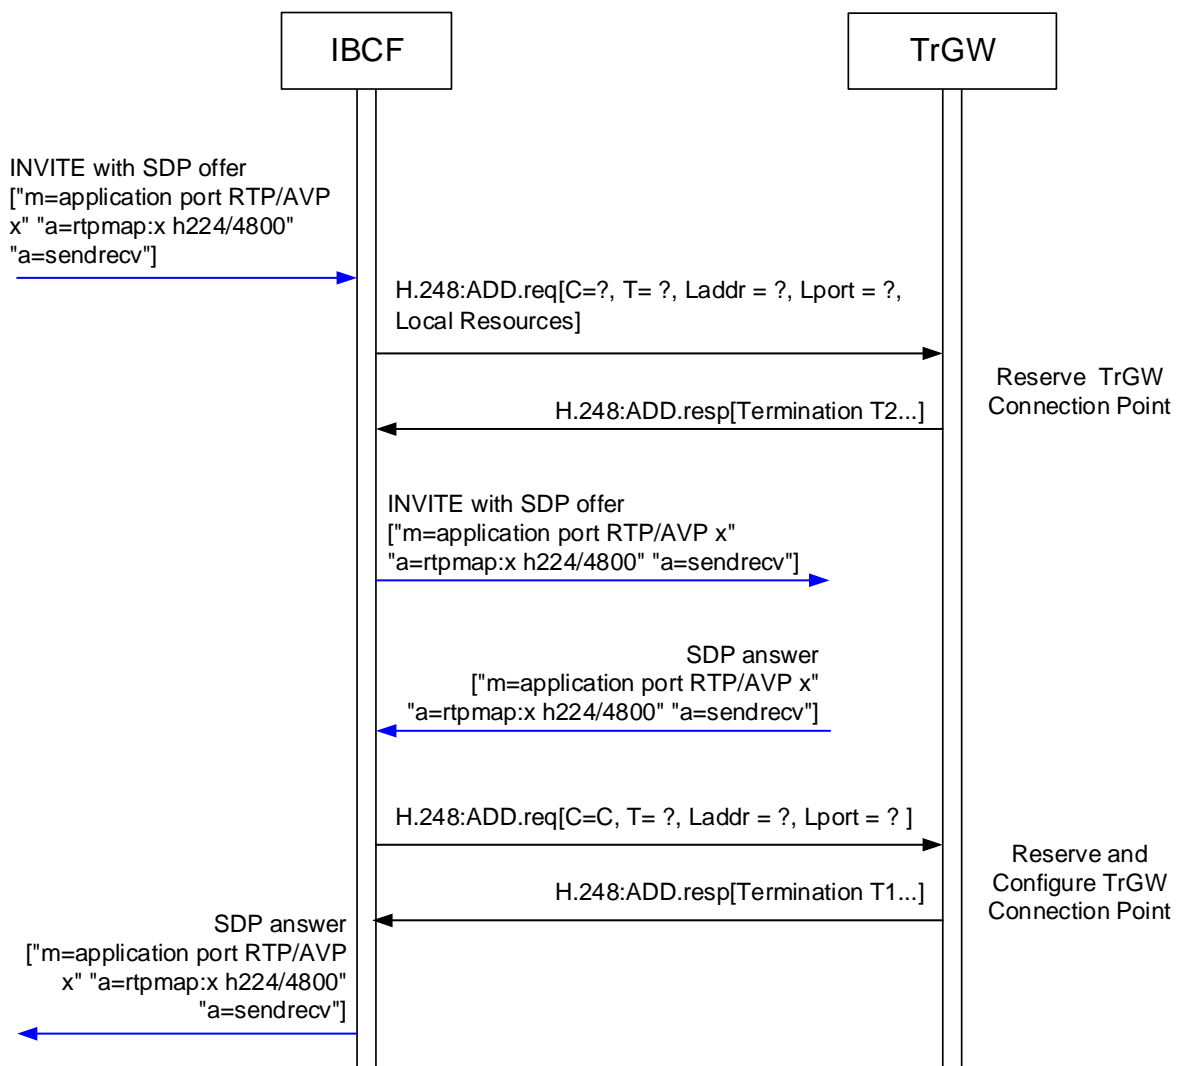 IBCF
TrGW
INVITE with SDP offer
["m=application port RTP/AVP
x" "a=rtpmap:x h224/4800"
"a=sendrecv"]
H.248:ADD.req[C=?, T= ?, Laddr = ?, Lport = ?,
Local Resources]
Reserve TrGW
Connection Point
H.248:ADD.resp[Termination T2...]
INVITE with SDP offer
["m=application port RTP/AVP x"
"a=rtpmap:x h224/4800" "a=sendrecv"]
SDP answer
["m=application port RTP/AVP x"
"a=rtpmap:x h224/4800" "a=sendrecv"]
H.248:ADD.req[C=C, T= ?, Laddr = ?, Lport = ? ]
Reserve and
Configure TrGW
Connection Point
H.248:ADD.resp[Termination T1...]
SDP answer
["m=application port RTP/AVP
x" "a=rtpmap:x h224/4800"
"a=sendrecv"]